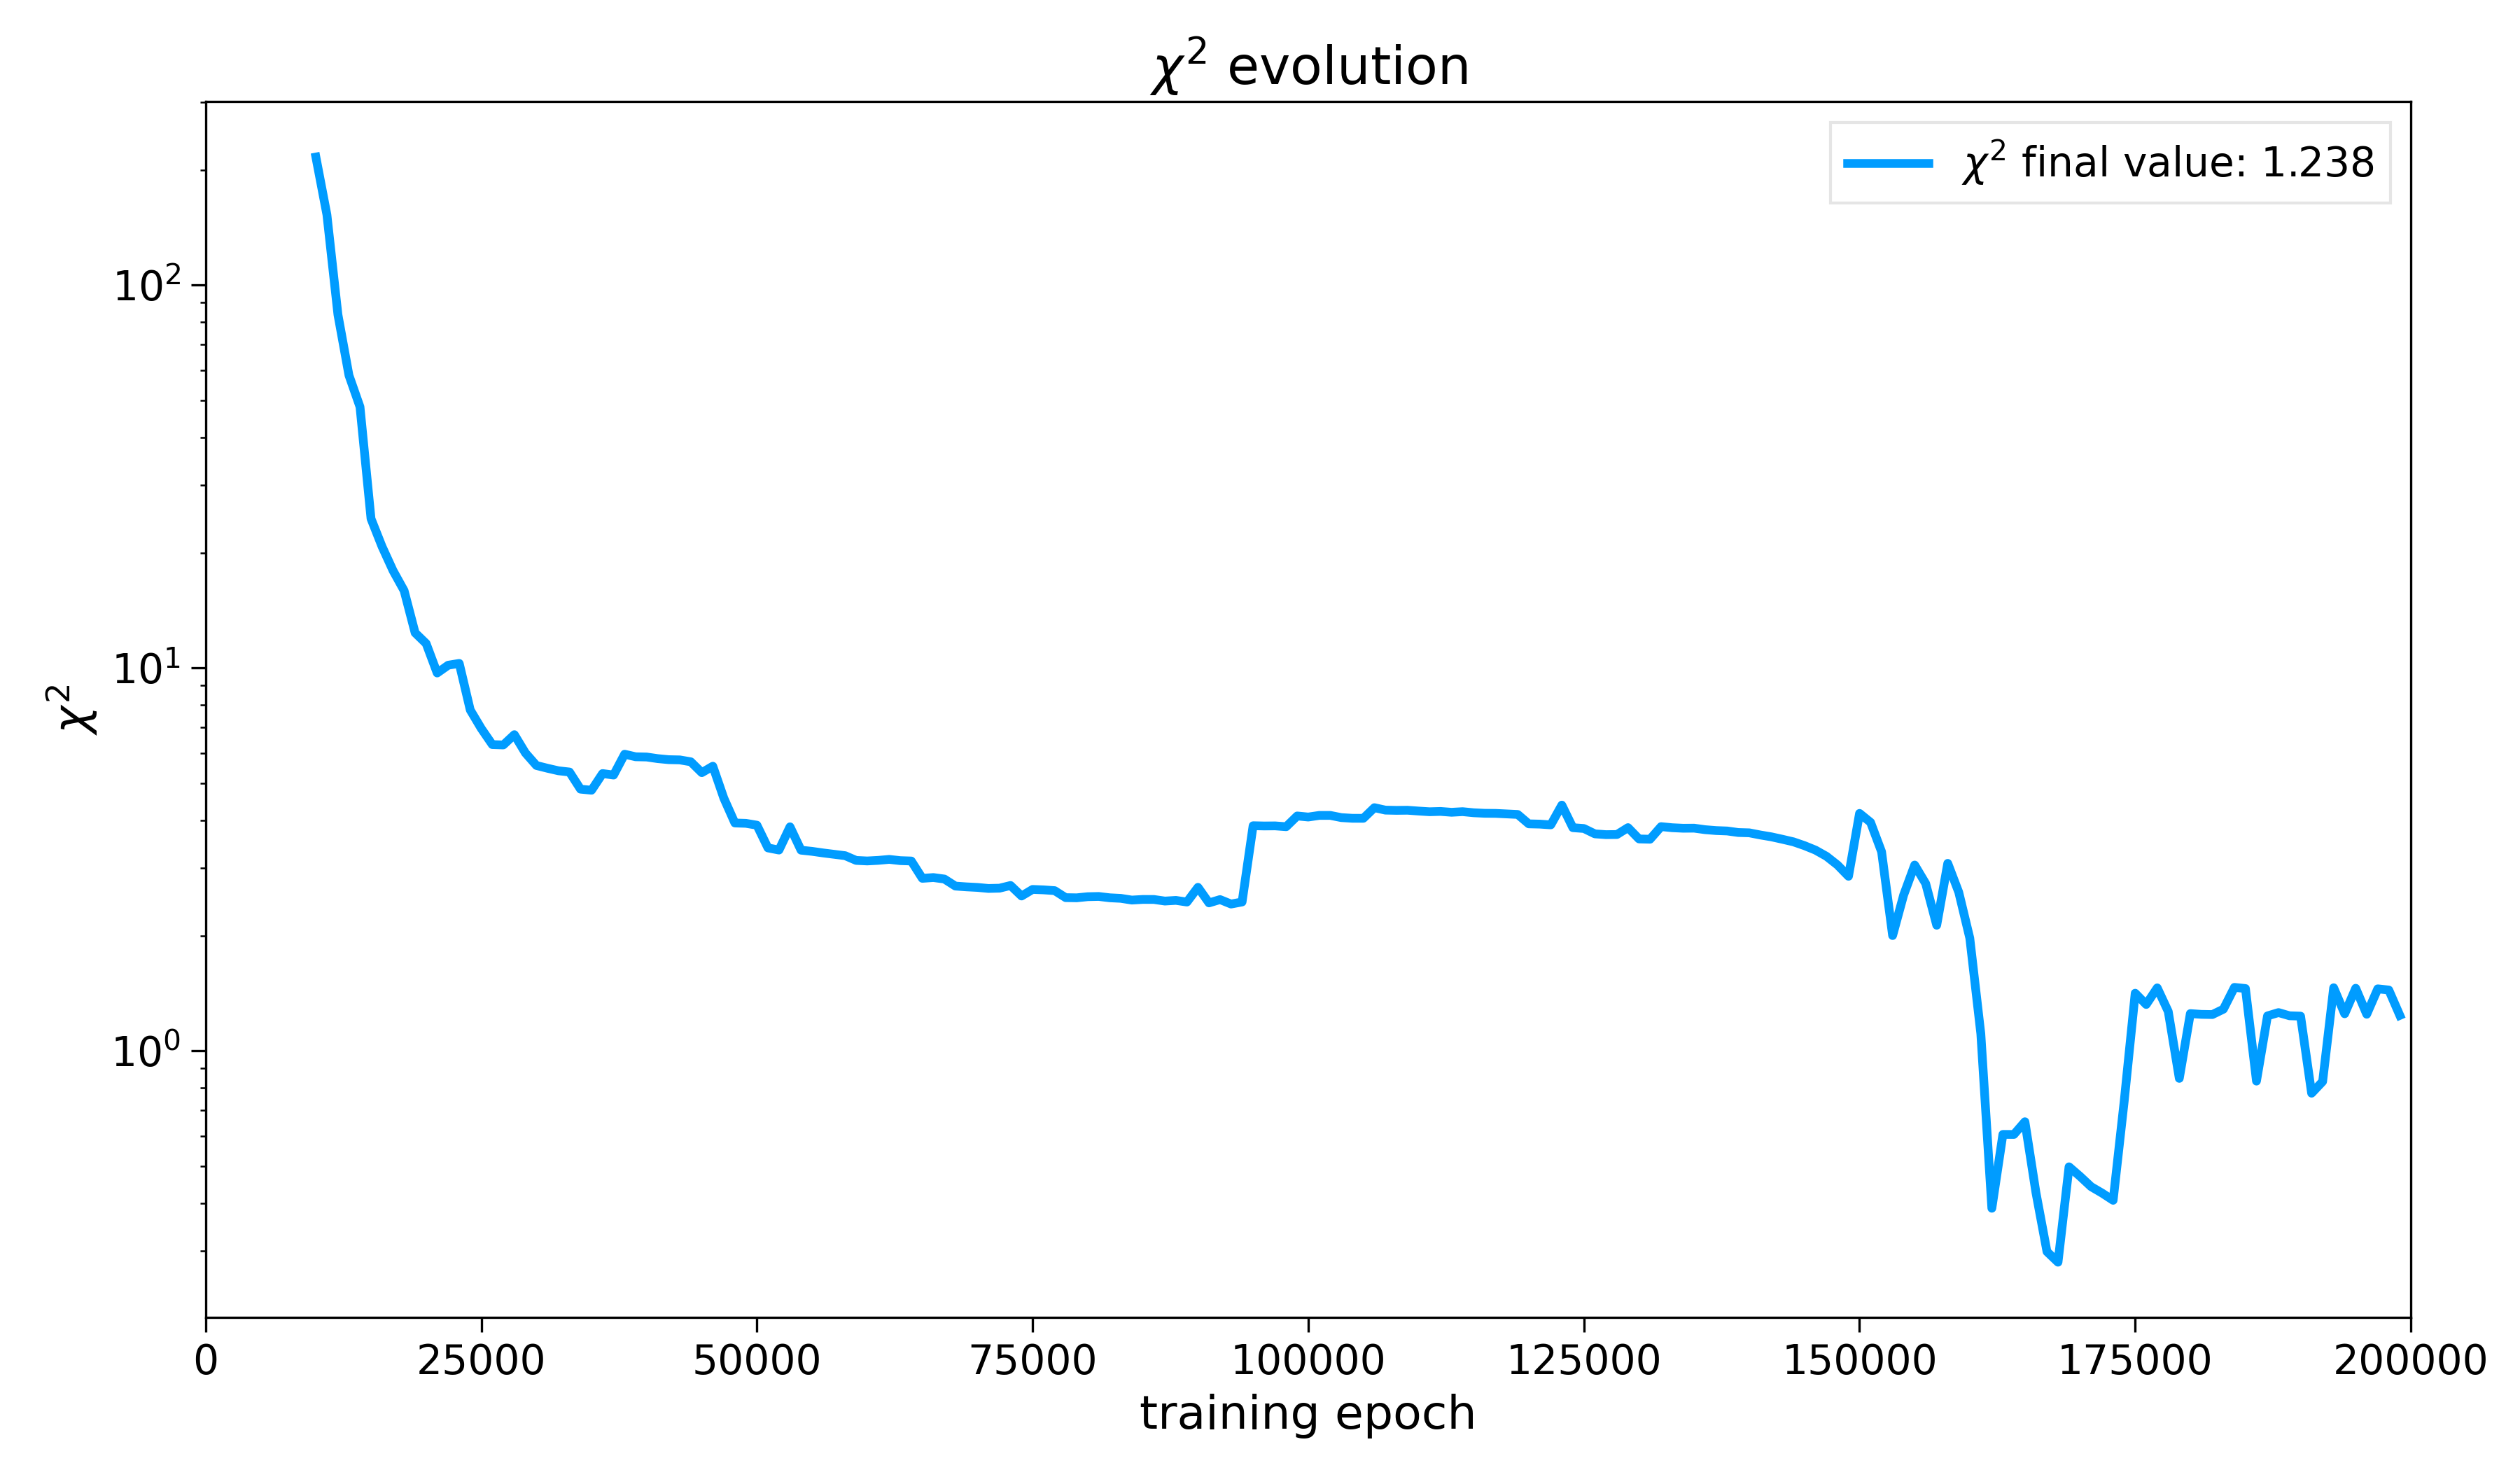 χ² evolution
χ² final value: 1.238
10²
10¹
10⁰
χ²
0 25000 50000 75000 100000 125000 150000 175000 200000
training epoch